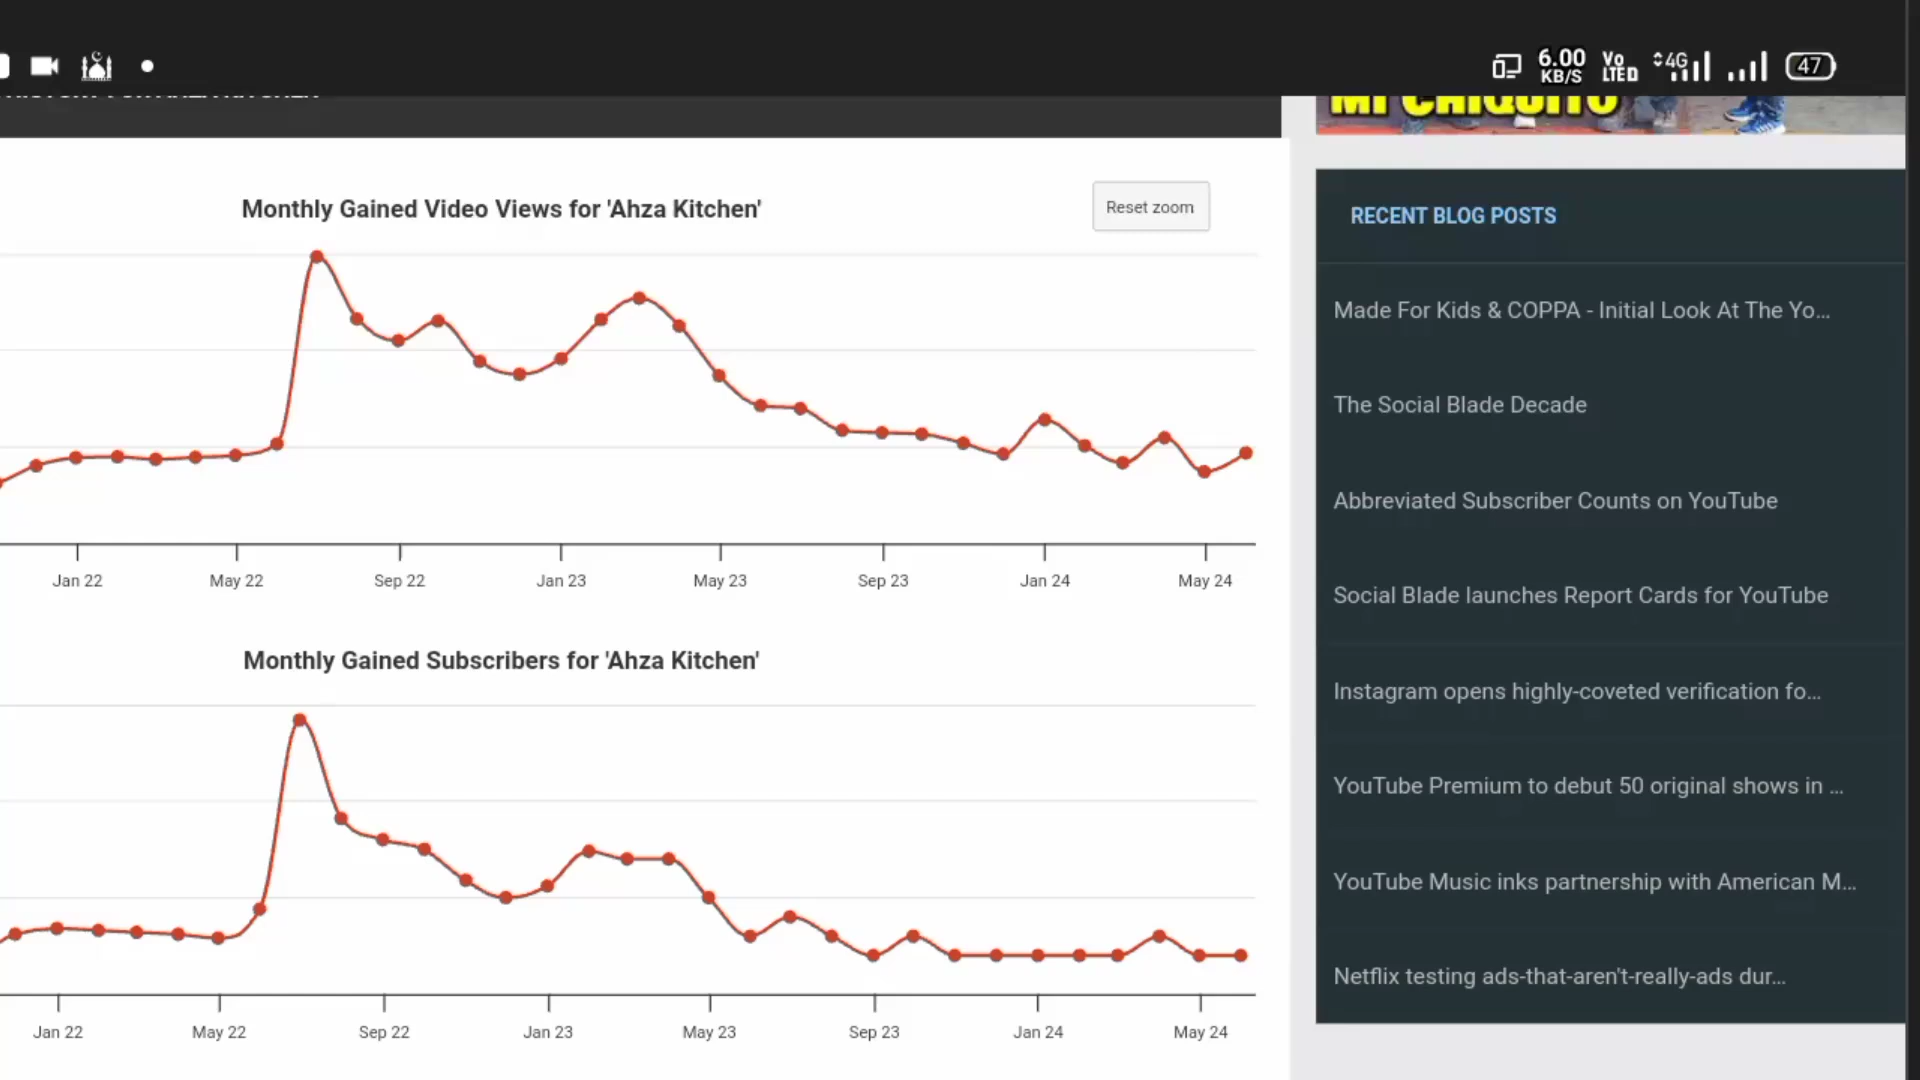 6.00
KB/S
Vo
LTED
4G
47
MI CHIQUITO
Monthly Gained Video Views for 'Ahza Kitchen'
Reset zoom
Jan 22 May 22 Sep 22 Jan 23 May 23 Sep 23 Jan 24 May 24
Monthly Gained Subscribers for 'Ahza Kitchen'
Jan 22 May 22 Sep 22 Jan 23 May 23 Sep 23 Jan 24 May 24
RECENT BLOG POSTS
Made For Kids & COPPA - Initial Look At The Yo...
The Social Blade Decade
Abbreviated Subscriber Counts on YouTube
Social Blade launches Report Cards for YouTube
Instagram opens highly-coveted verification fo...
YouTube Premium to debut 50 original shows in ...
YouTube Music inks partnership with American M...
Netflix testing ads-that-aren't-really-ads dur...